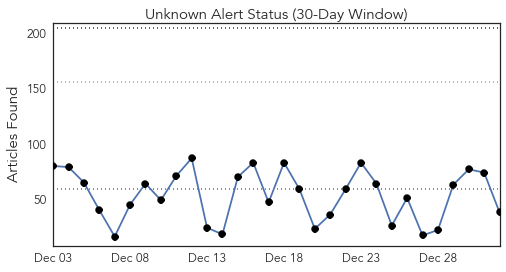 Unknown Alert Status (30-Day Window)
200
150
100
50
Articles Found
Dec 03 Dec 08 Dec 13 Dec 18 Dec 23 Dec 28